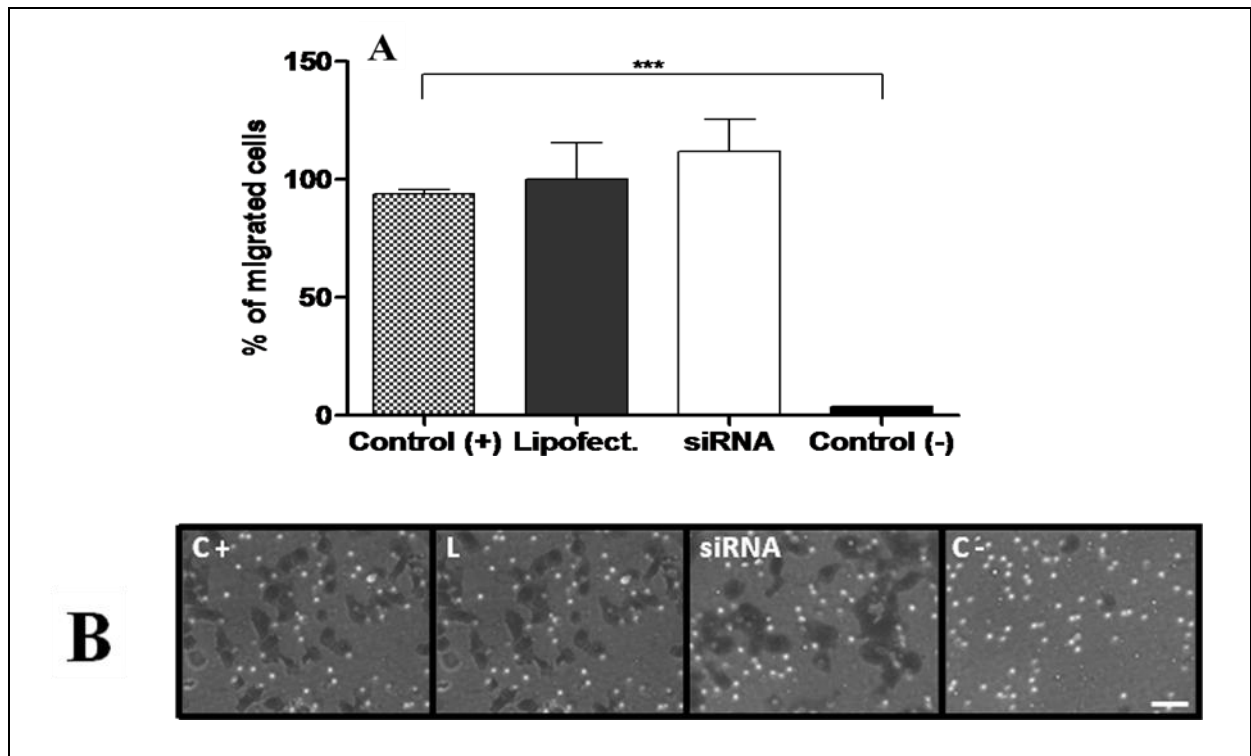 A
***
150
100
50
0
% of migrated cells
Control (+) Lipofect. siRNA Control (-)
B
C + L siRNA C -